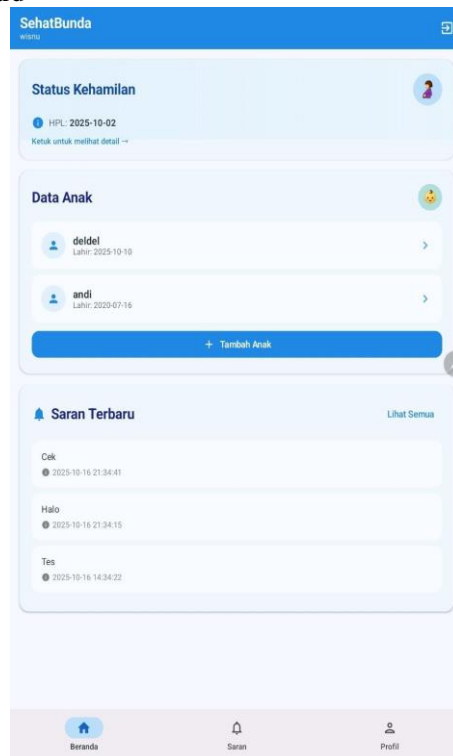 SehatBunda
wisnu
Status Kehamilan
HPL: 2025-10-02
Ketuk untuk melihat detail →
Data Anak
deldel
Lahir: 2025-10-10
andi
Lahir: 2020-07-16
+ Tambah Anak
Saran Terbaru
Lihat Semua
Cek
2025-10-16 21:34:41
Halo
2025-10-16 21:34:15
Tes
2025-10-16 14:34:22
Beranda
Saran
Profil